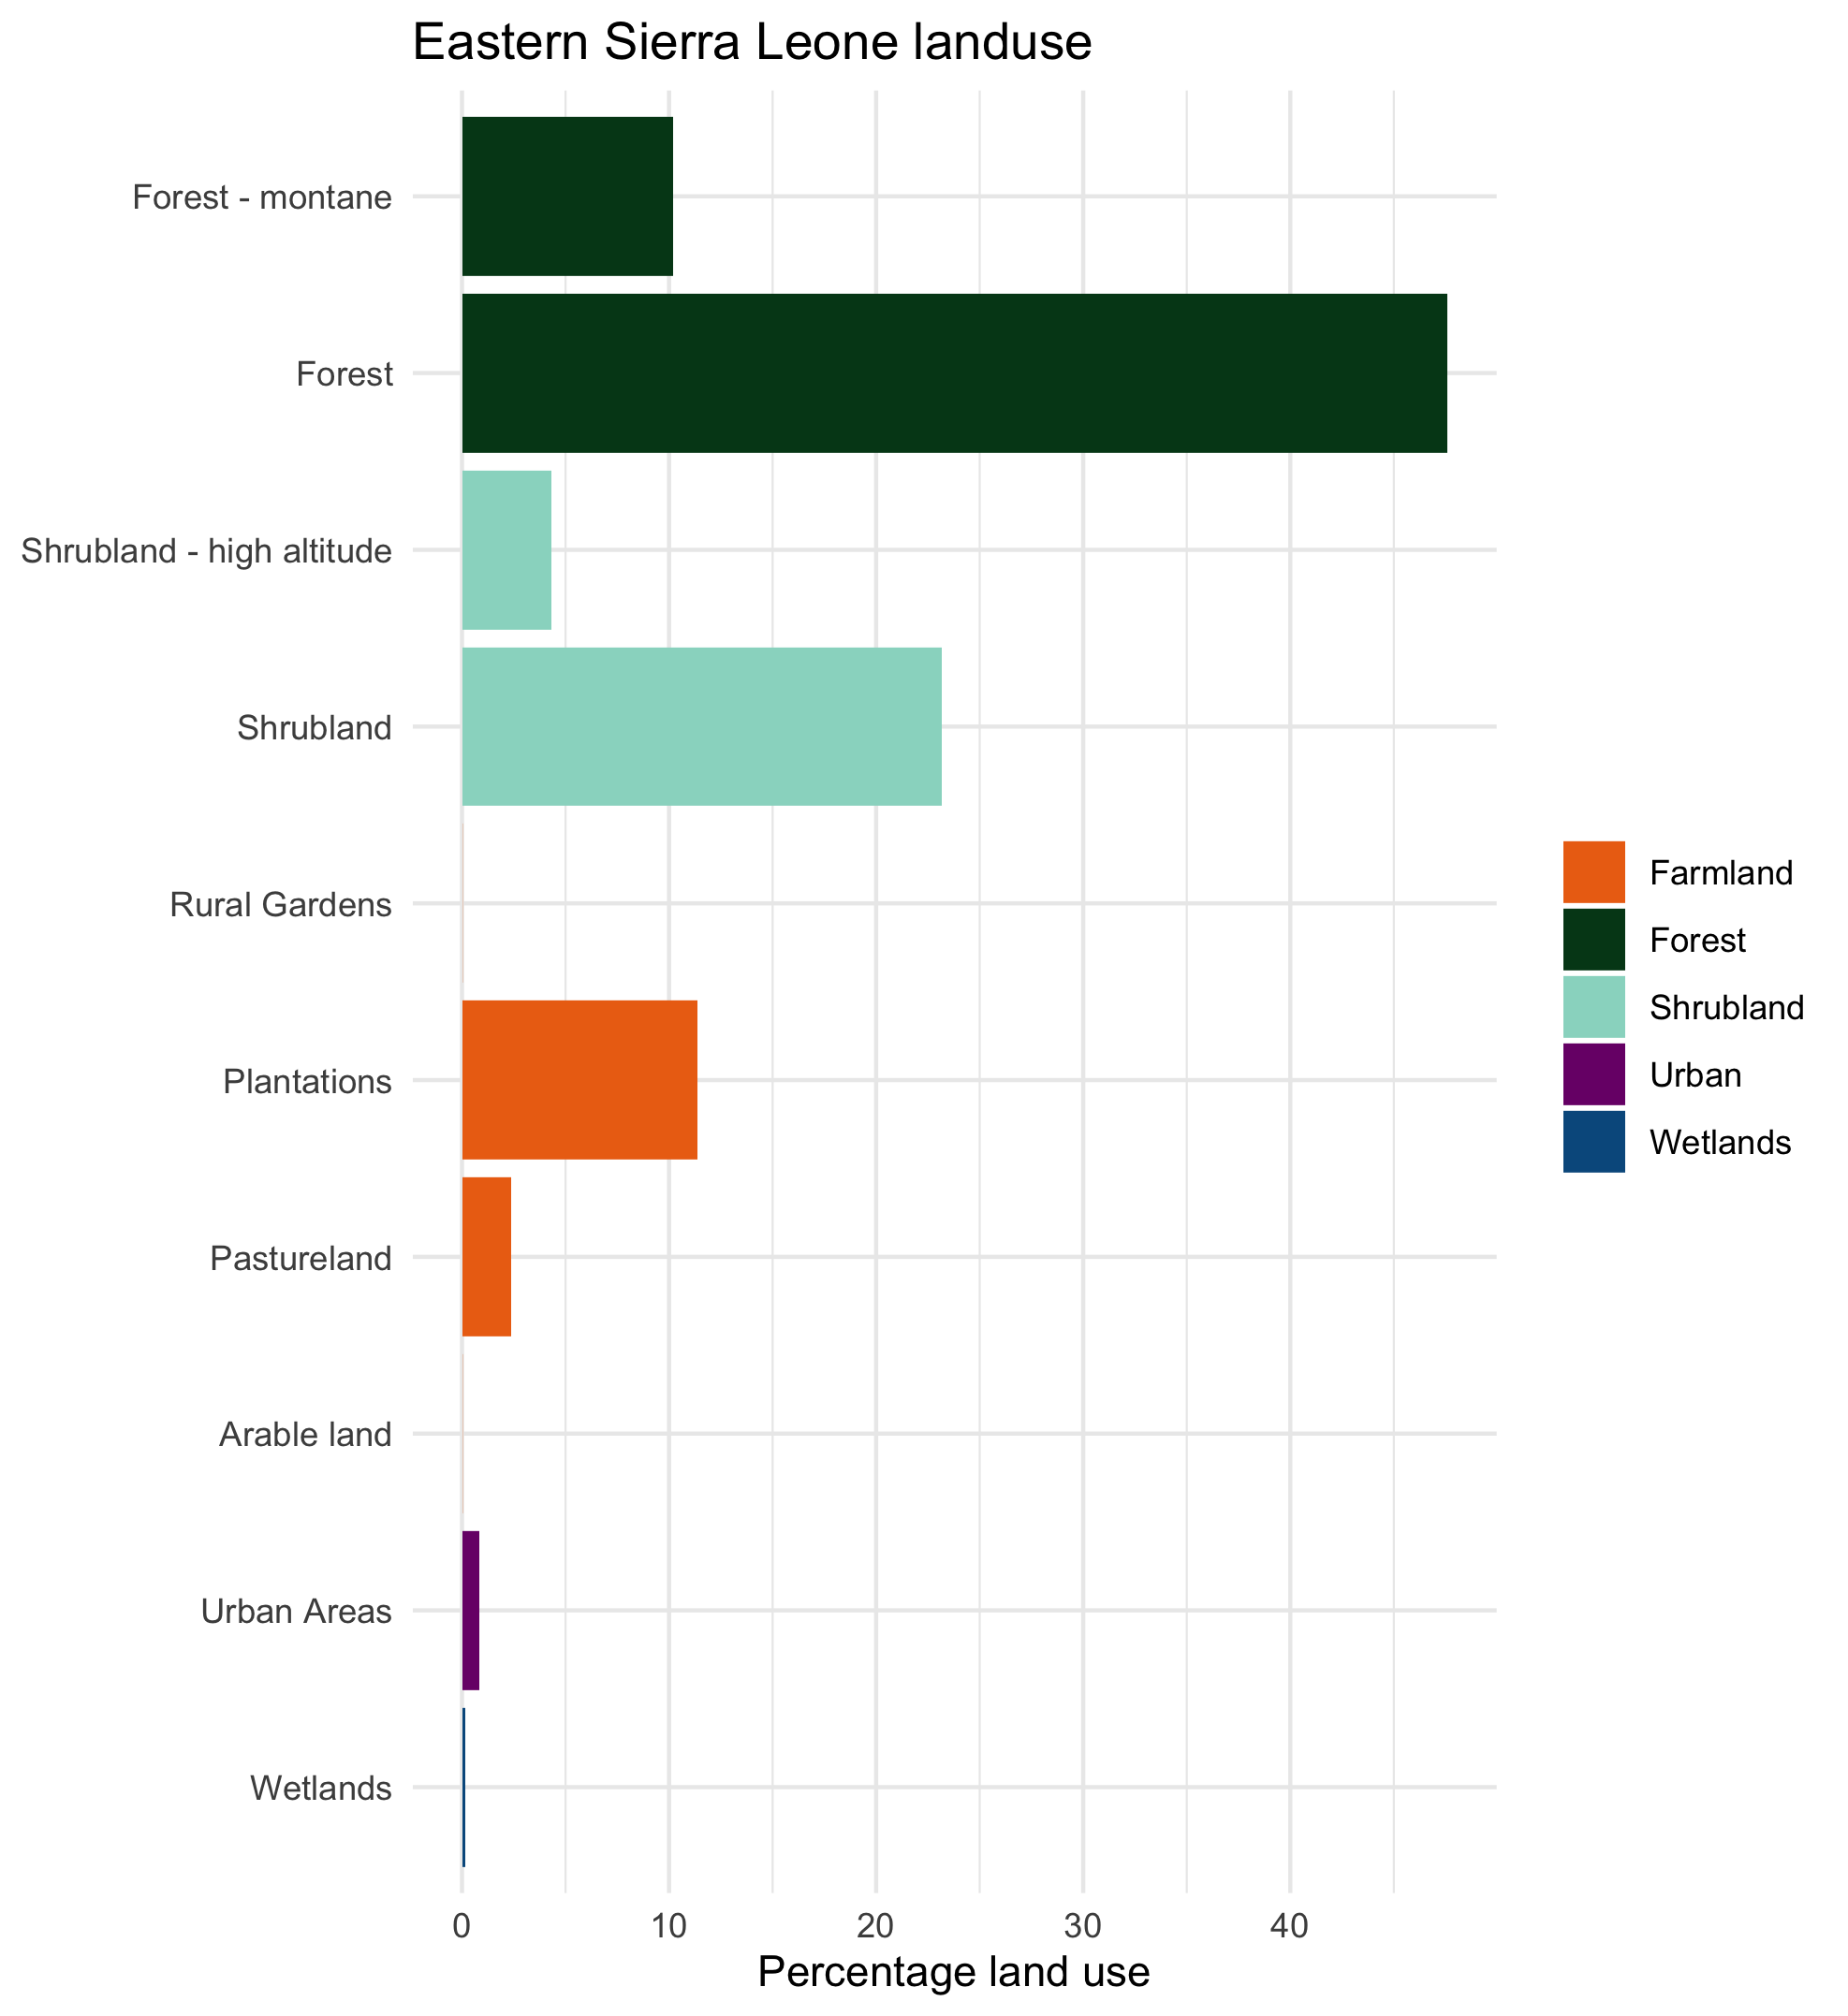 Eastern Sierra Leone landuse
Forest - montane
Forest
Shrubland - high altitude
Shrubland
Rural Gardens
Plantations
Pastureland
Arable land
Urban Areas
Wetlands
0 10 20 30 40
Percentage land use
Farmland
Forest
Shrubland
Urban
Wetlands